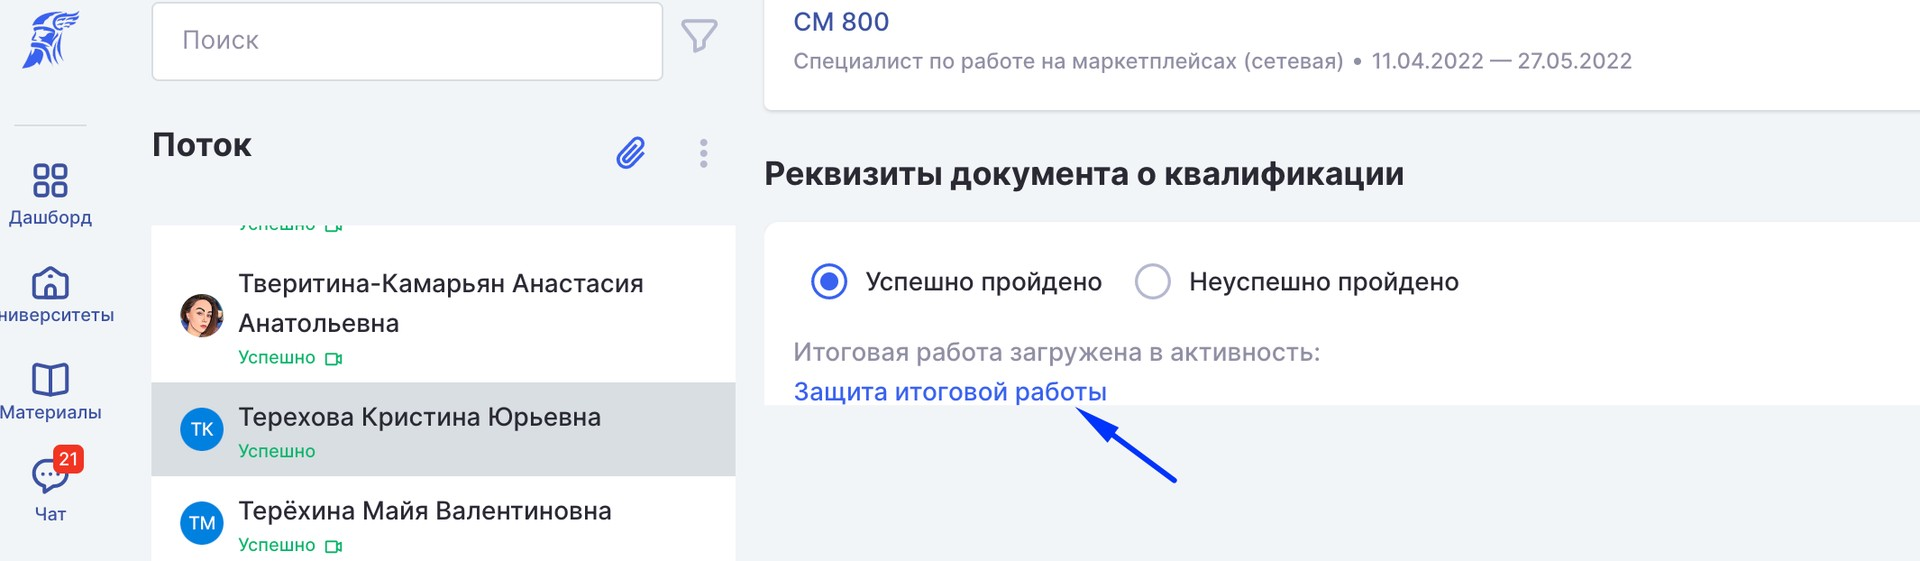 Поиск
Дашборд
ниверситеты
Материалы
21
Чат
Поток
Успешно
Тверитина-Камарьян Анастасия
Анатольевна
Успешно
ТК
Терехова Кристина Юрьевна
Успешно
ТМ
Терёхина Майя Валентиновна
Успешно
СМ 800
Специалист по работе на маркетплейсах (сетевая) • 11.04.2022 — 27.05.2022
Реквизиты документа о квалификации
Успешно пройдено
Неуспешно пройдено
Итоговая работа загружена в активность:
Защита итоговой работы